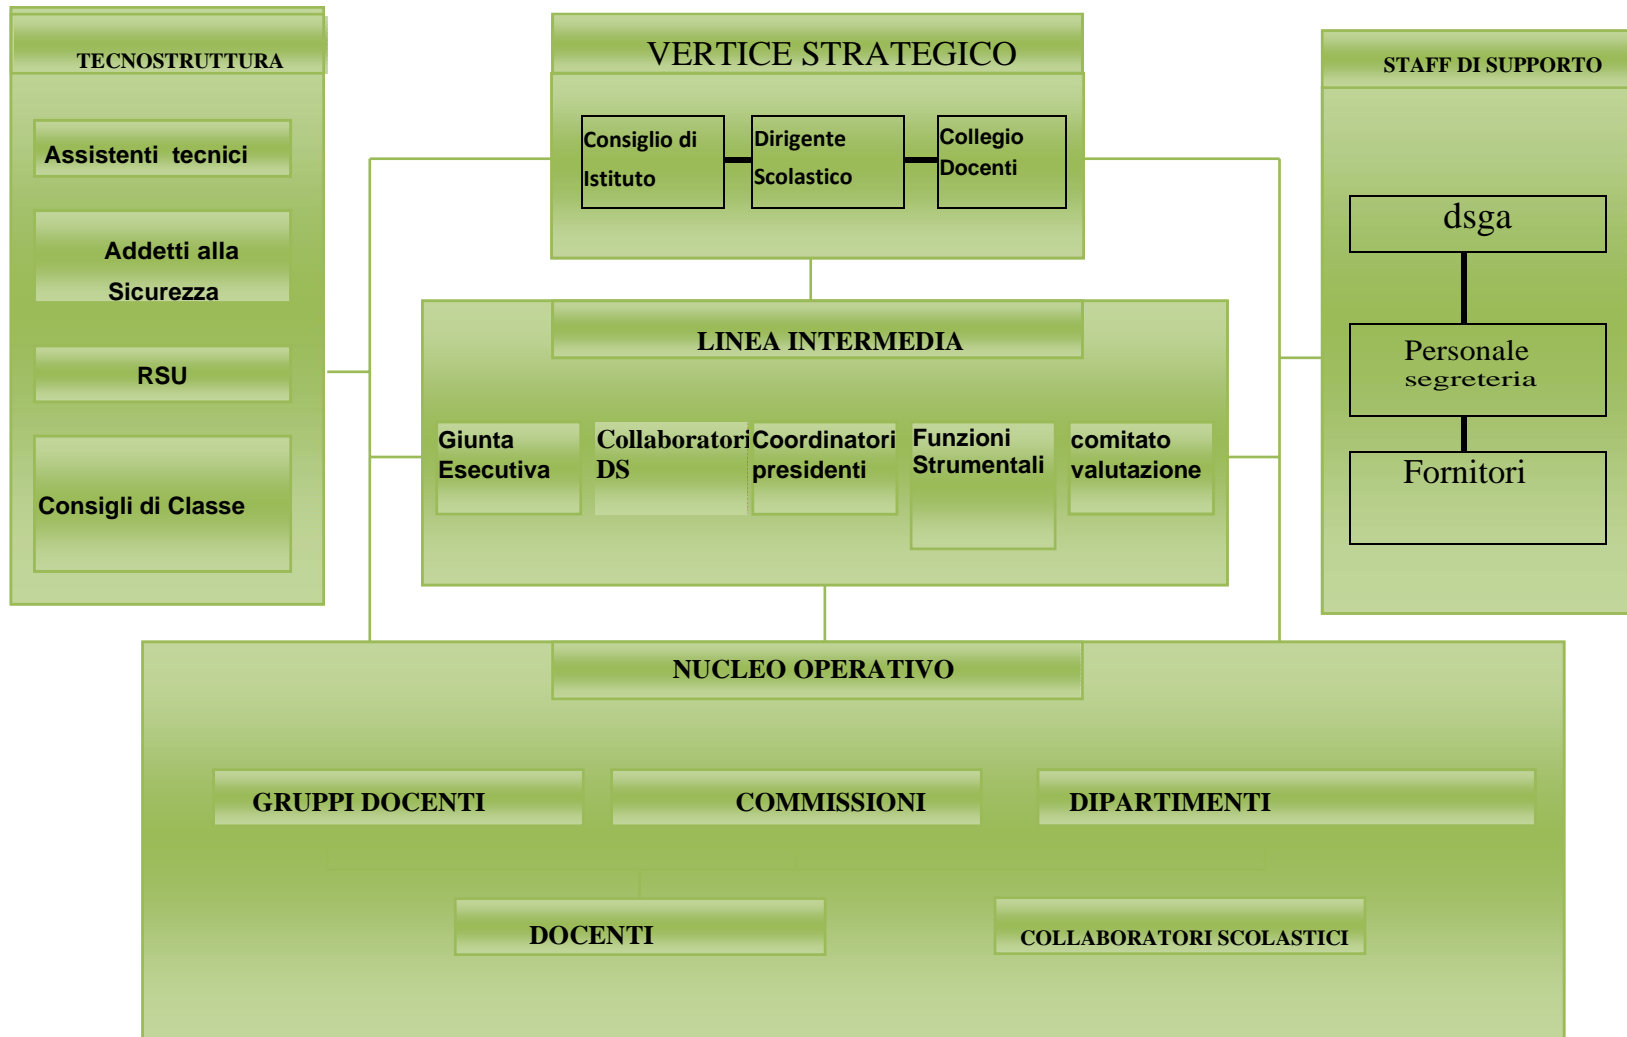 TECNOSTRUTTURA
Assistenti tecnici
Addetti alla
Sicurezza
RSU
Consigli di Classe
VERTICE STRATEGICO
Consiglio di
Istituto
Dirigente
Scolastico
Collegio
Docenti
STAFF DI SUPPORTO
dsga
Personale
segreteria
Fornitori
LINEA INTERMEDIA
Giunta
Esecutiva
Collaboratori
DS
Coordinatori
presidenti
Funzioni
Strumentali
comitato
valutazione
NUCLEO OPERATIVO
GRUPPI DOCENTI
COMMISSIONI
DIPARTIMENTI
DOCENTI
COLLABORATORI SCOLASTICI